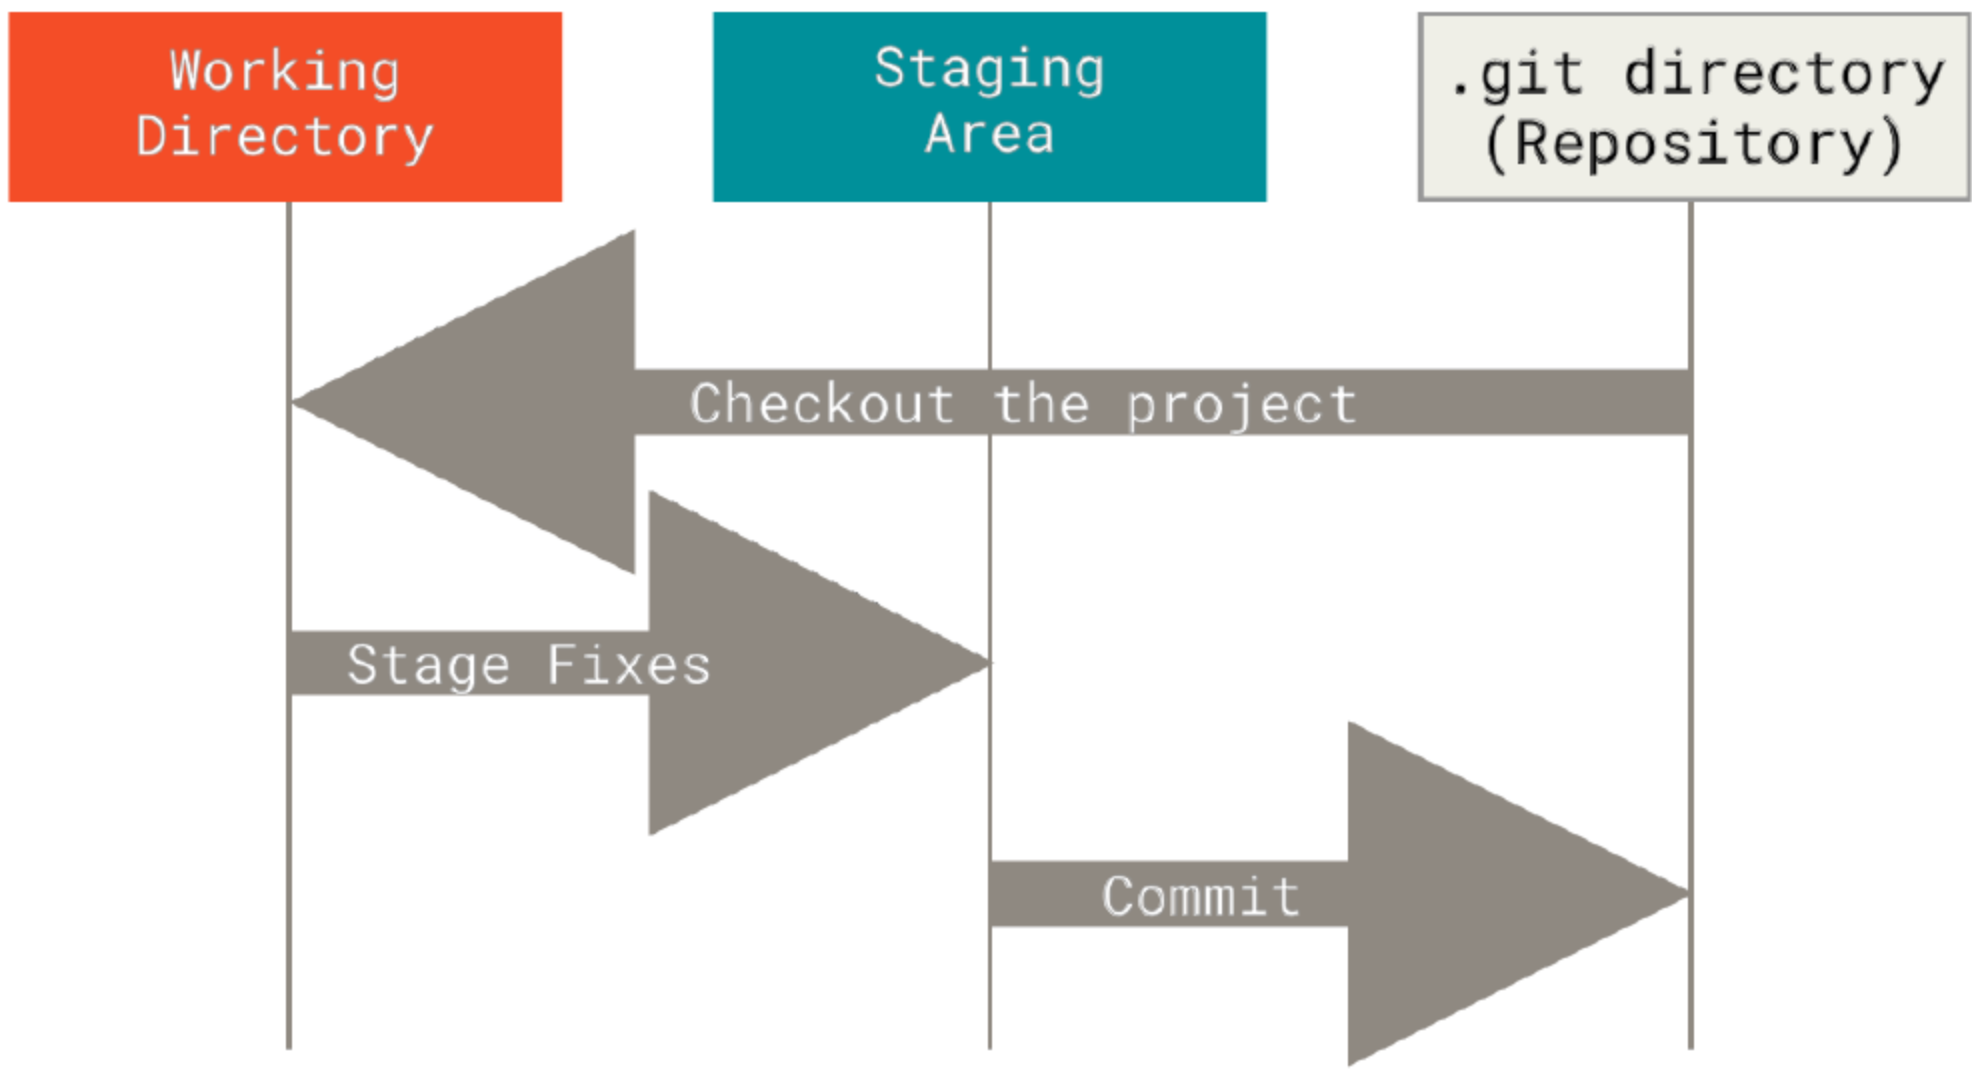 Working
Directory
Staging
Area
.git directory
(Repository)
Checkout the project
Stage Fixes
Commit